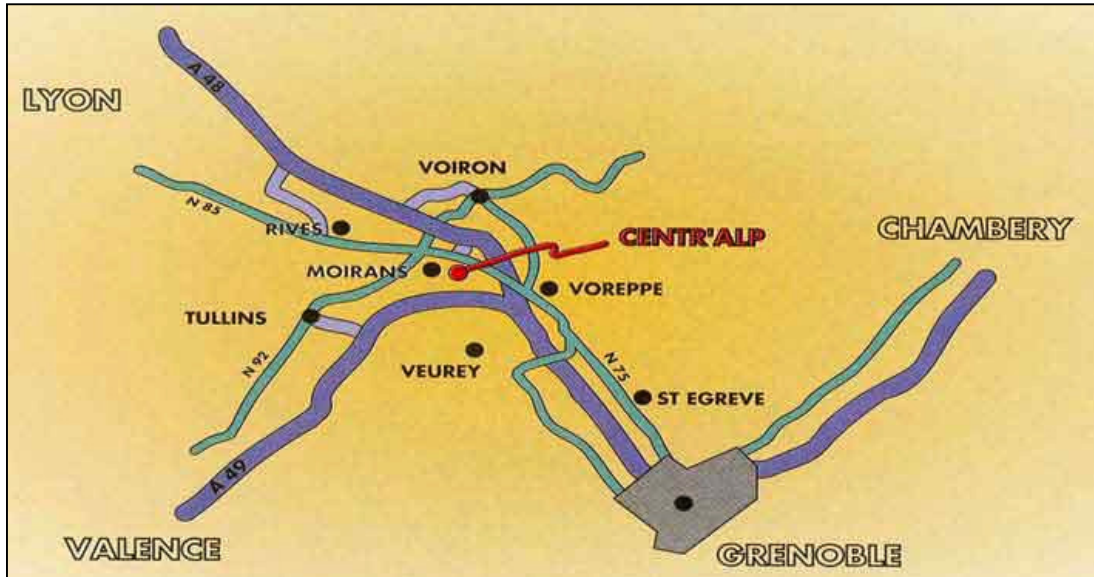 A 48
LYON
VOIRON
N 85
RIVES
CENTR'ALP
CHAMBERY
MOIRANS
VOREPPE
TULLINS
VEUREY
N 92
N 75
ST EGREVE
A 49
VALENCE
GRENOBLE